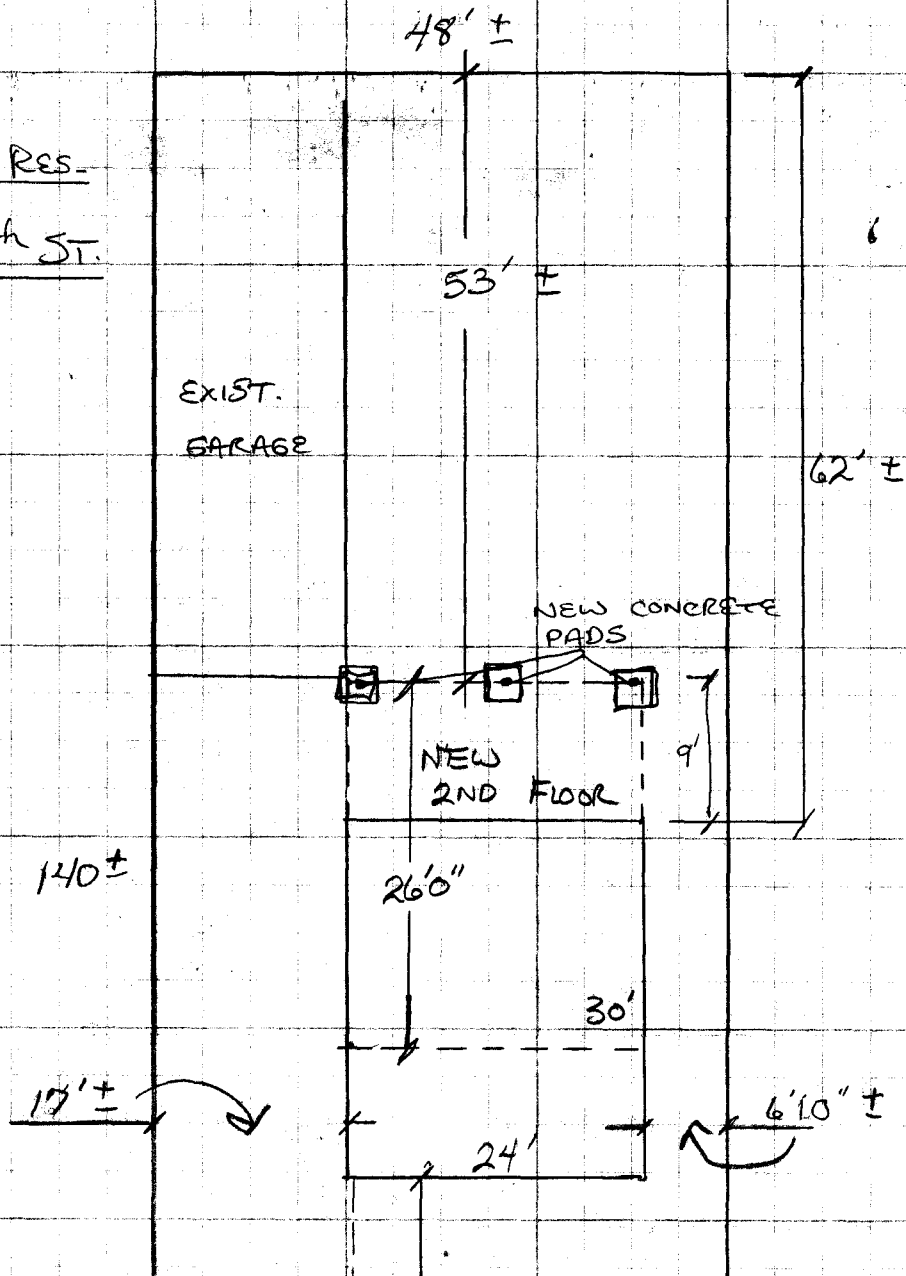 48' ±
RES.
ST.
53' ±
EXIST.
GARAGE
62' ±
NEW CONCRETE
PADS
NEW
2ND FLOOR
9'
140 ±
26'0"
30'
17' ±
6'10" ±
24'